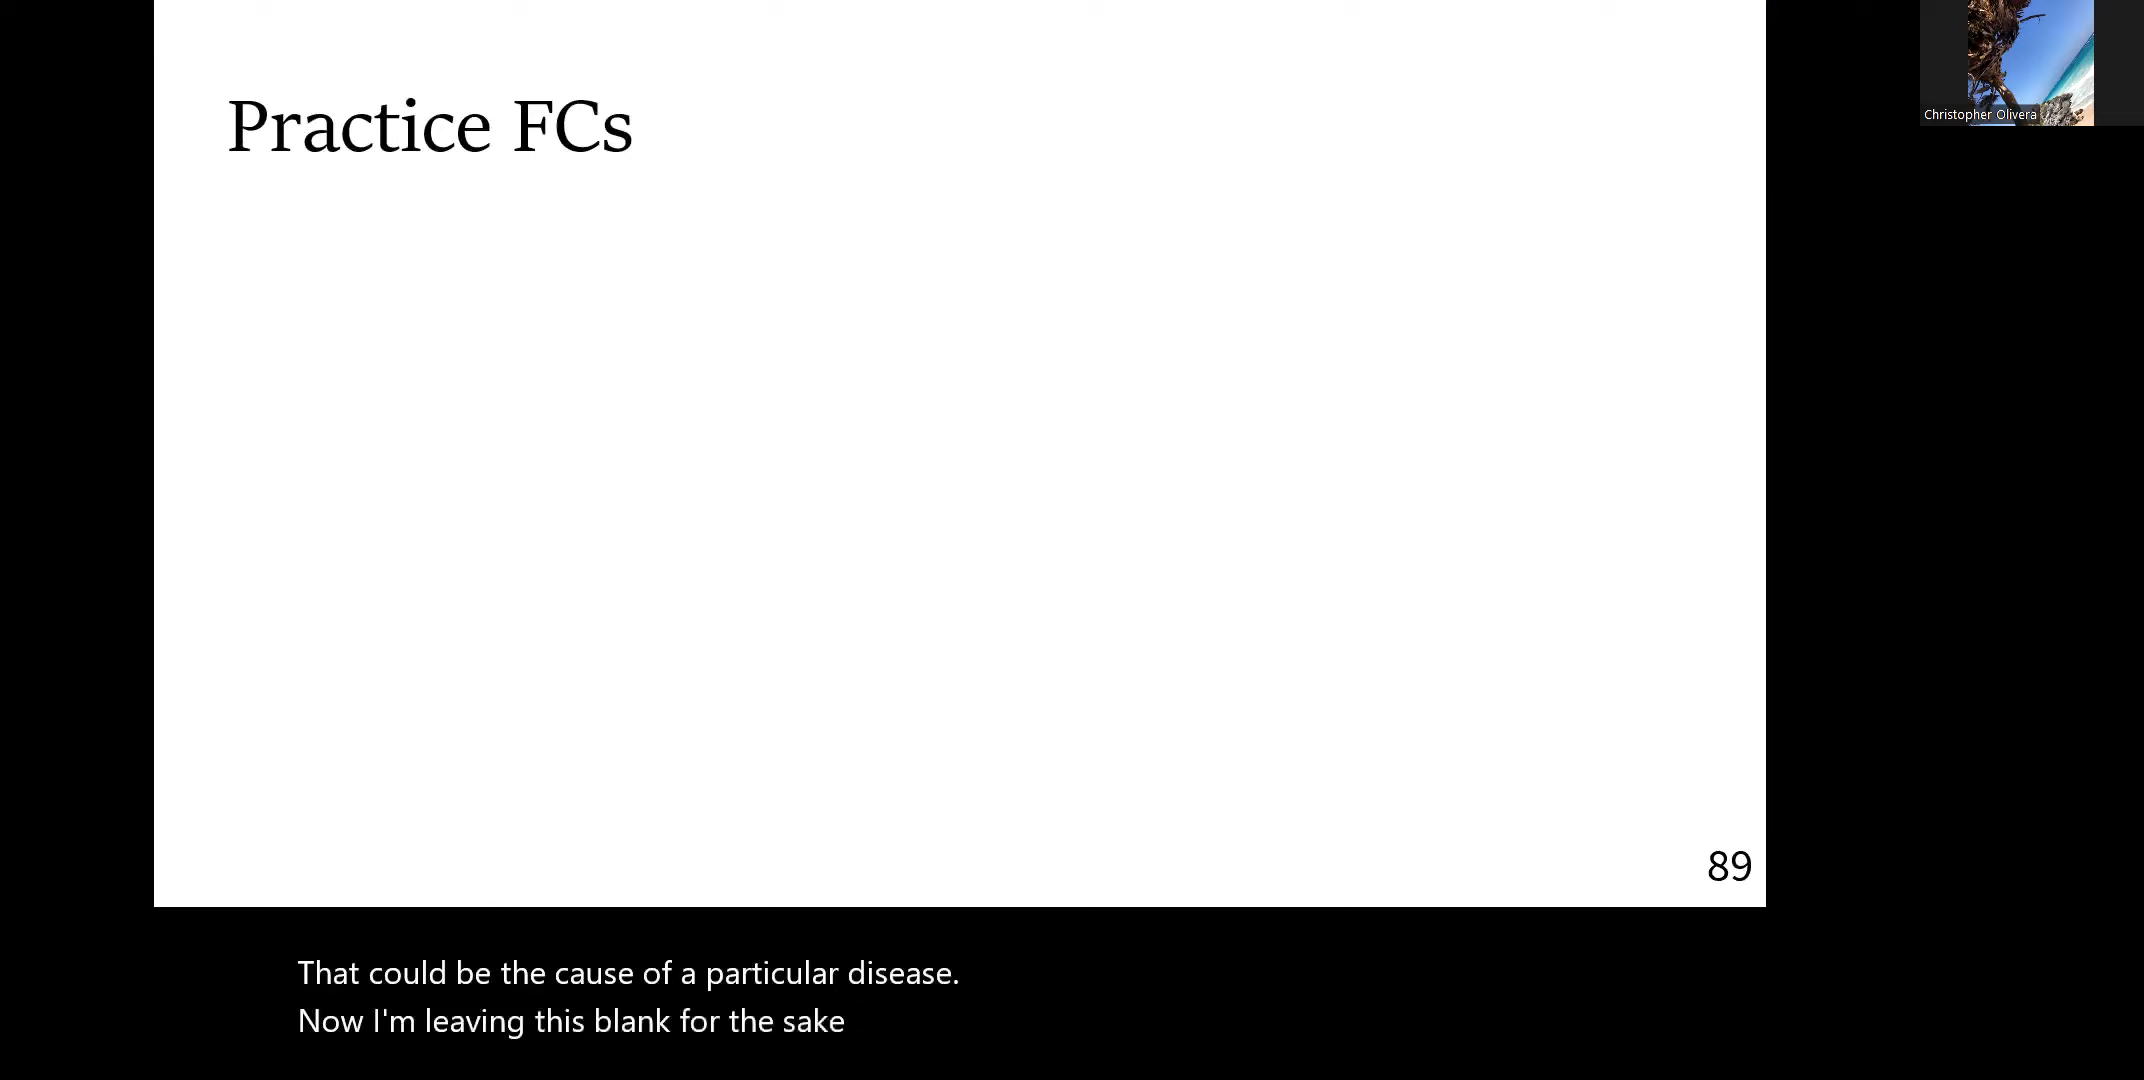 Practice FCs
Christopher Olivera
89
That could be the cause of a particular disease.
Now I'm leaving this blank for the sake